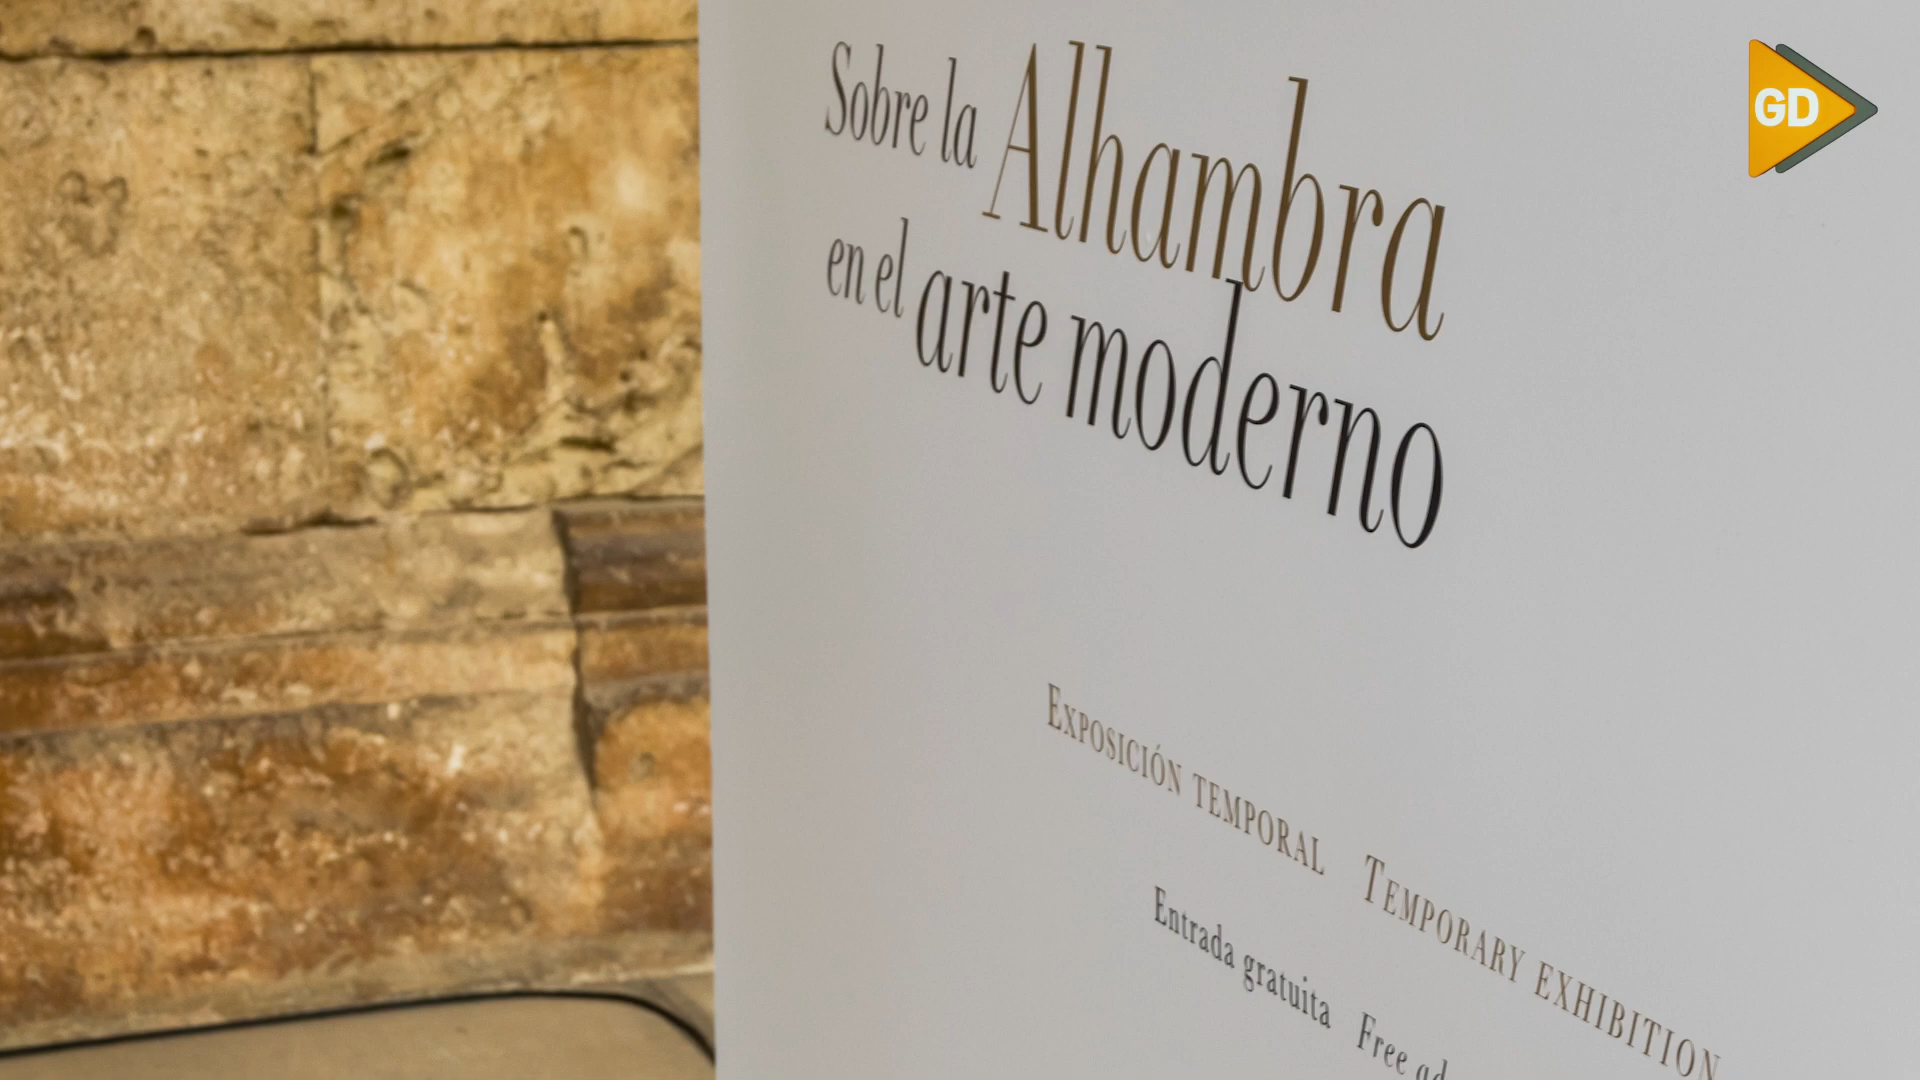 GD
Sobre la Alhambra
en el arte moderno
EXPOSICIÓN TEMPORAL TEMPORARY EXHIBITION
Entrada gratuita Free